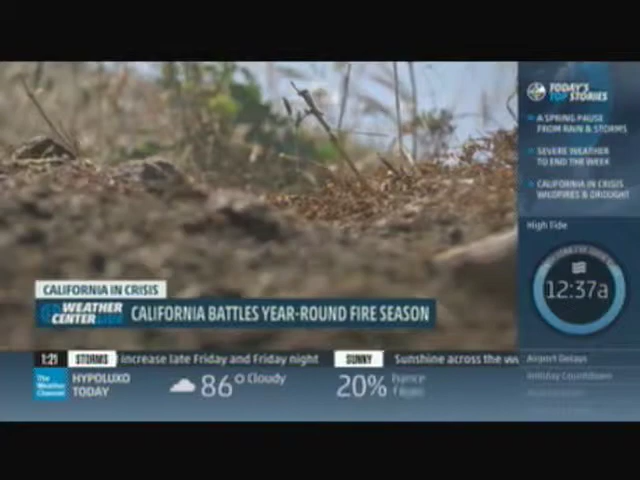 TODAY'S
TOP STORIES
A SPRING PAUSE
FROM RAIN & STORMS
SEVERE WEATHER
TO END THE WEEK
CALIFORNIA IN CRISIS
WILDFIRES & DROUGHT
High Tide
12:37a
CALIFORNIA IN CRISIS
WEATHER
CENTER LIVE
CALIFORNIA BATTLES YEAR-ROUND FIRE SEASON
1:21 STORMS increase late Friday and Friday night SUNNY Sunshine across the
Airport Delays
The Weather Channel
HYPOLUXO
TODAY
86° Cloudy
20% chance